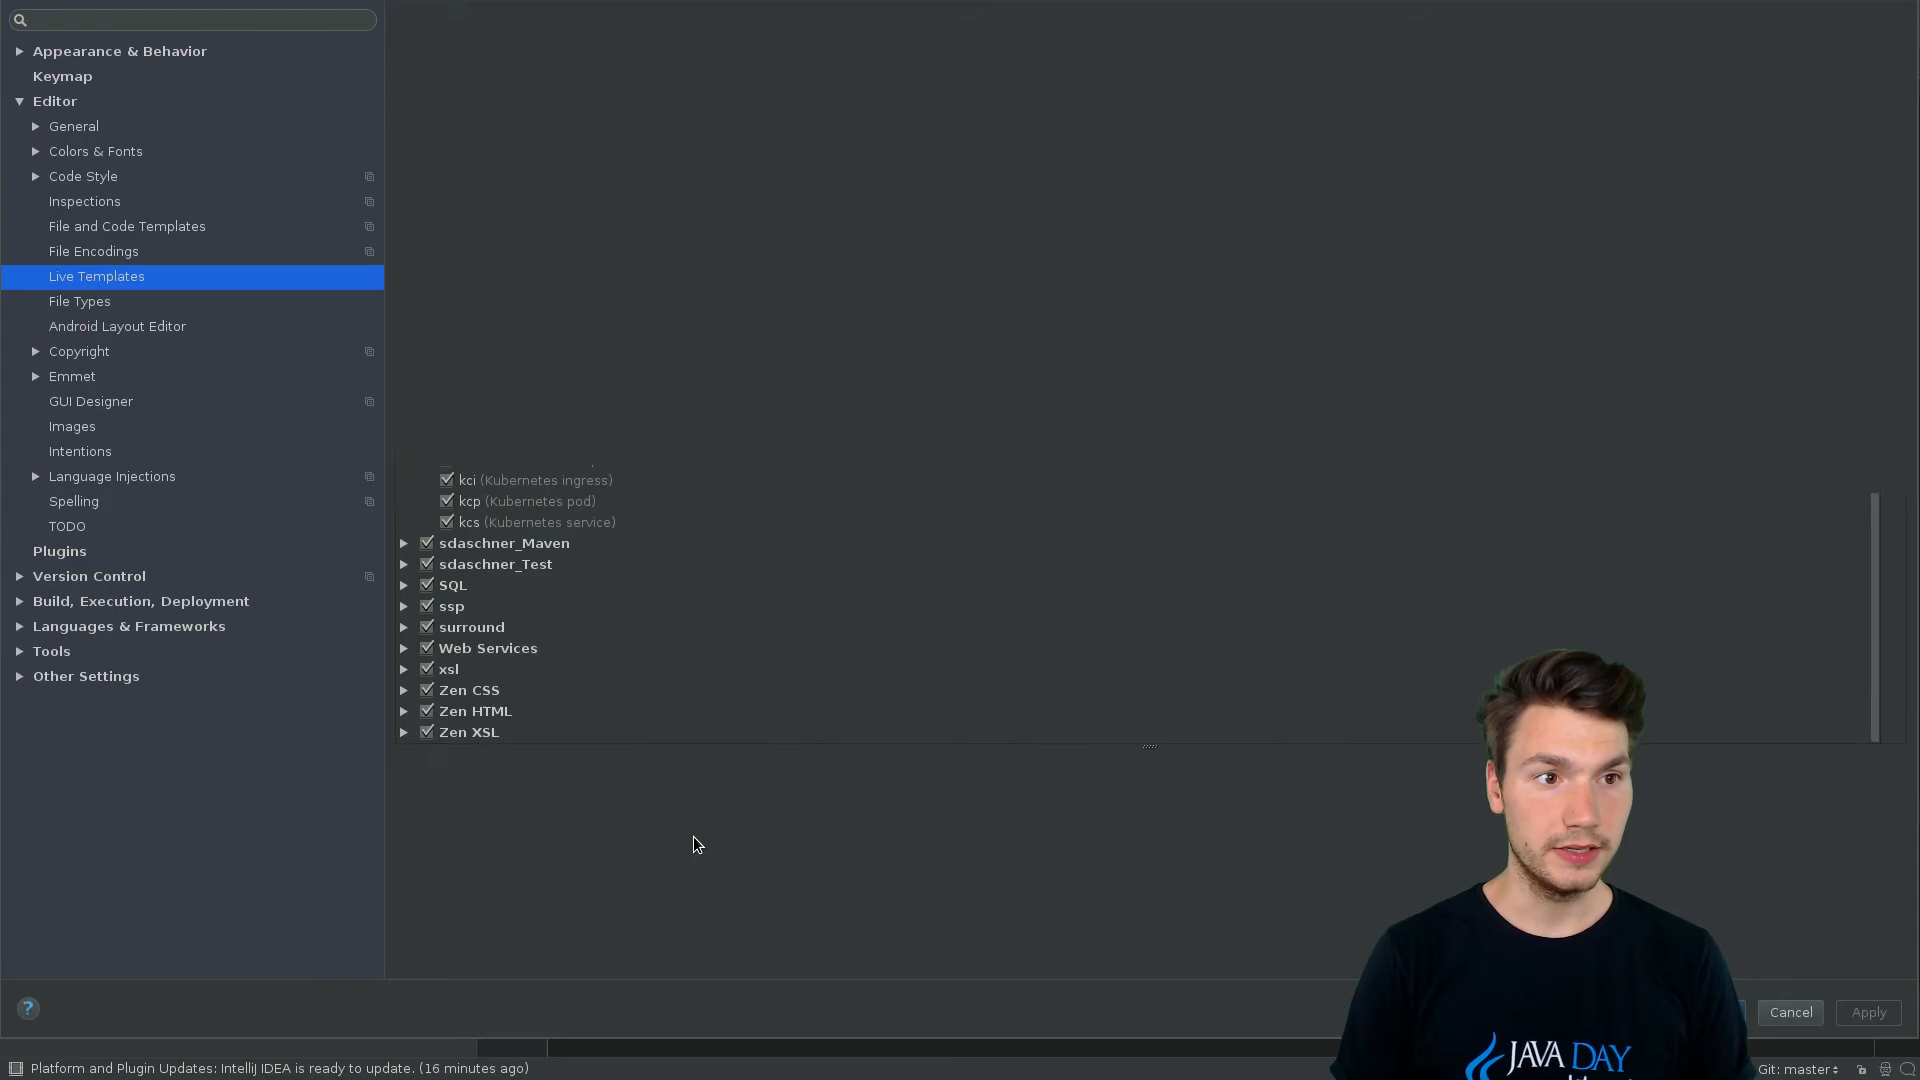 Appearance & Behavior
Keymap
Editor
General
Colors & Fonts
Code Style
Inspections
File and Code Templates
File Encodings
Live Templates
File Types
Android Layout Editor
Copyright
Emmet
GUI Designer
Images
Intentions
Language Injections
Spelling
TODO
Plugins
Version Control
Build, Execution, Deployment
Languages & Frameworks
Tools
Other Settings
kci (Kubernetes ingress)
kcp (Kubernetes pod)
kcs (Kubernetes service)
sdaschner_Maven
sdaschner_Test
SQL
ssp
surround
Web Services
xsl
Zen CSS
Zen HTML
Zen XSL
?
Cancel
Apply
JAVA DAY
Platform and Plugin Updates: IntelliJ IDEA is ready to update. (16 minutes ago)
Git: master